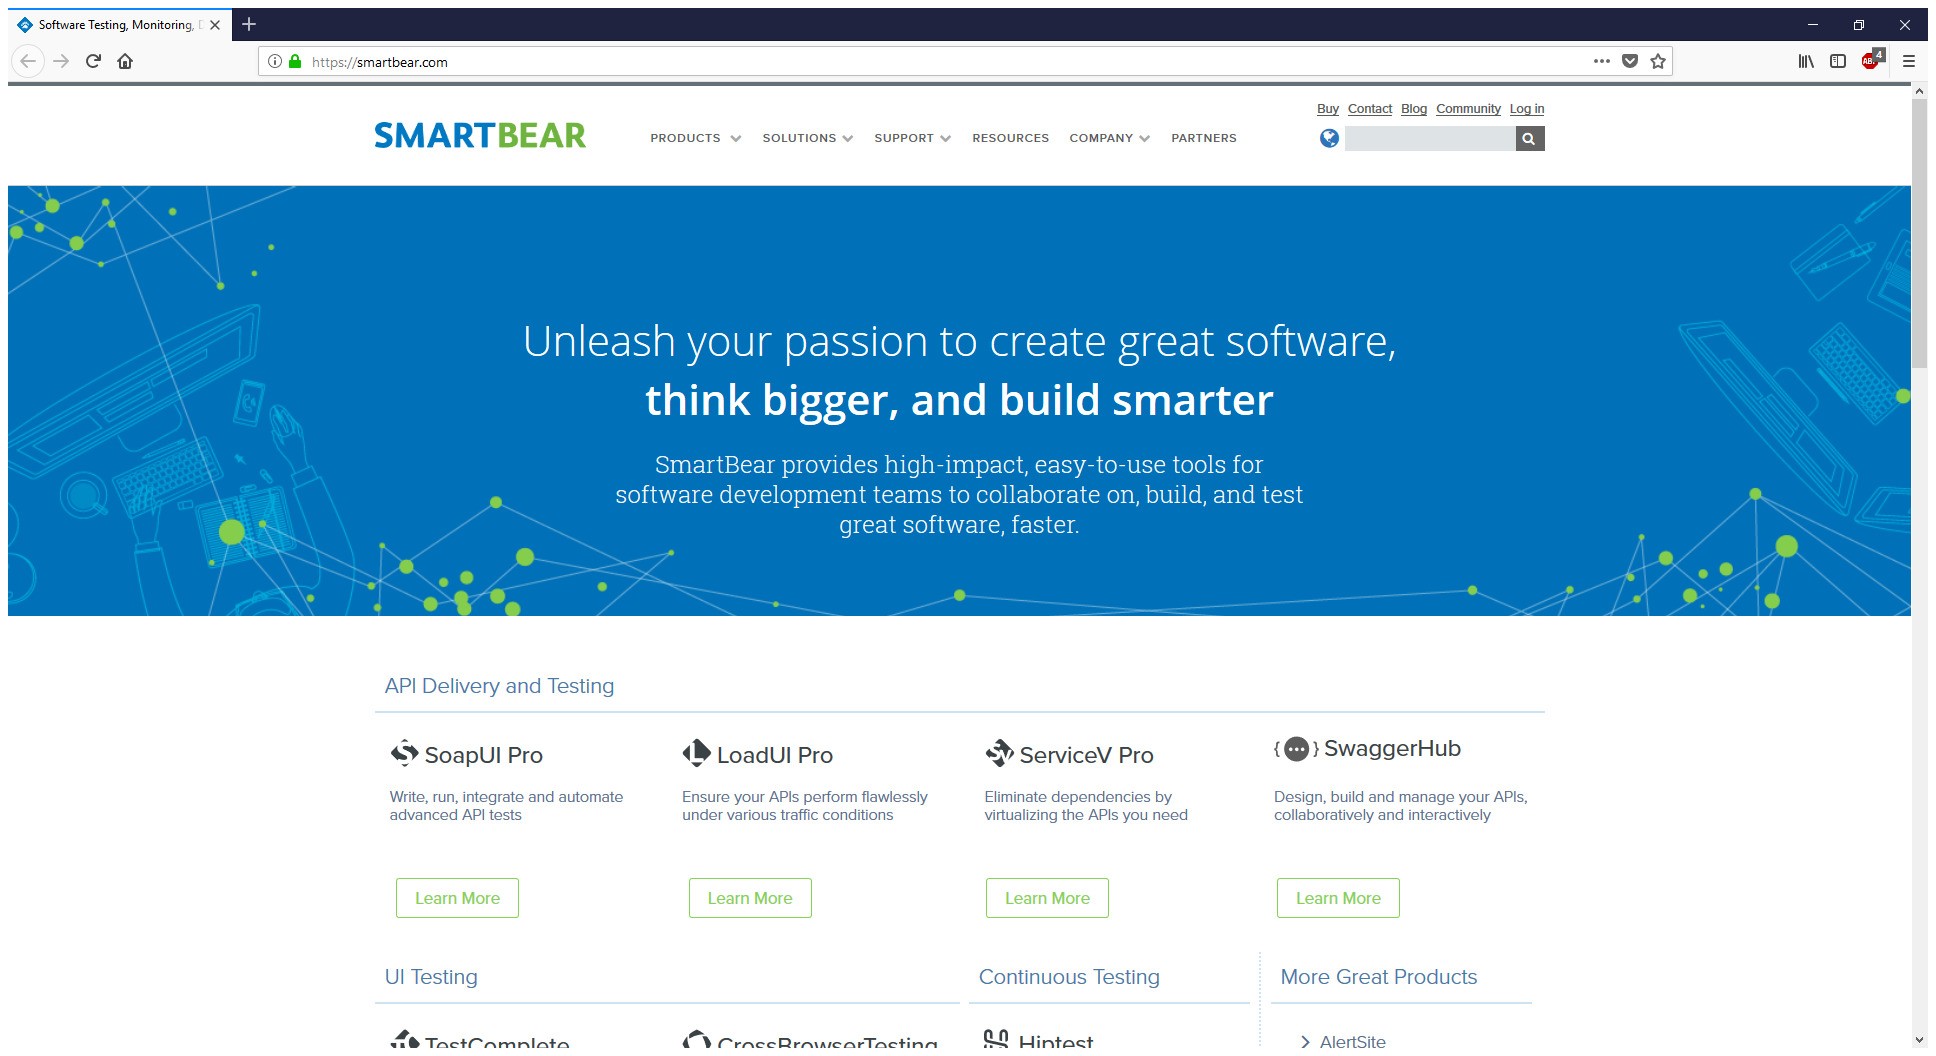 Software Testing, Monitoring,
https://smartbear.com
4
Buy Contact Blog Community Log in
SMARTBEAR
PRODUCTS SOLUTIONS SUPPORT RESOURCES COMPANY PARTNERS
Unleash your passion to create great software,
think bigger, and build smarter
SmartBear provides high-impact, easy-to-use tools for
software development teams to collaborate on, build, and test
great software, faster.
API Delivery and Testing
SoapUI Pro
Write, run, integrate and automate
advanced API tests
Learn More
LoadUI Pro
Ensure your APIs perform flawlessly
under various traffic conditions
Learn More
ServiceV Pro
Eliminate dependencies by
virtualizing the APIs you need
Learn More
SwaggerHub
Design, build and manage your APIs,
collaboratively and interactively
Learn More
UI Testing
TestComplete
CrossBrowserTesting
Continuous Testing
Hiptest
More Great Products
AlertSite